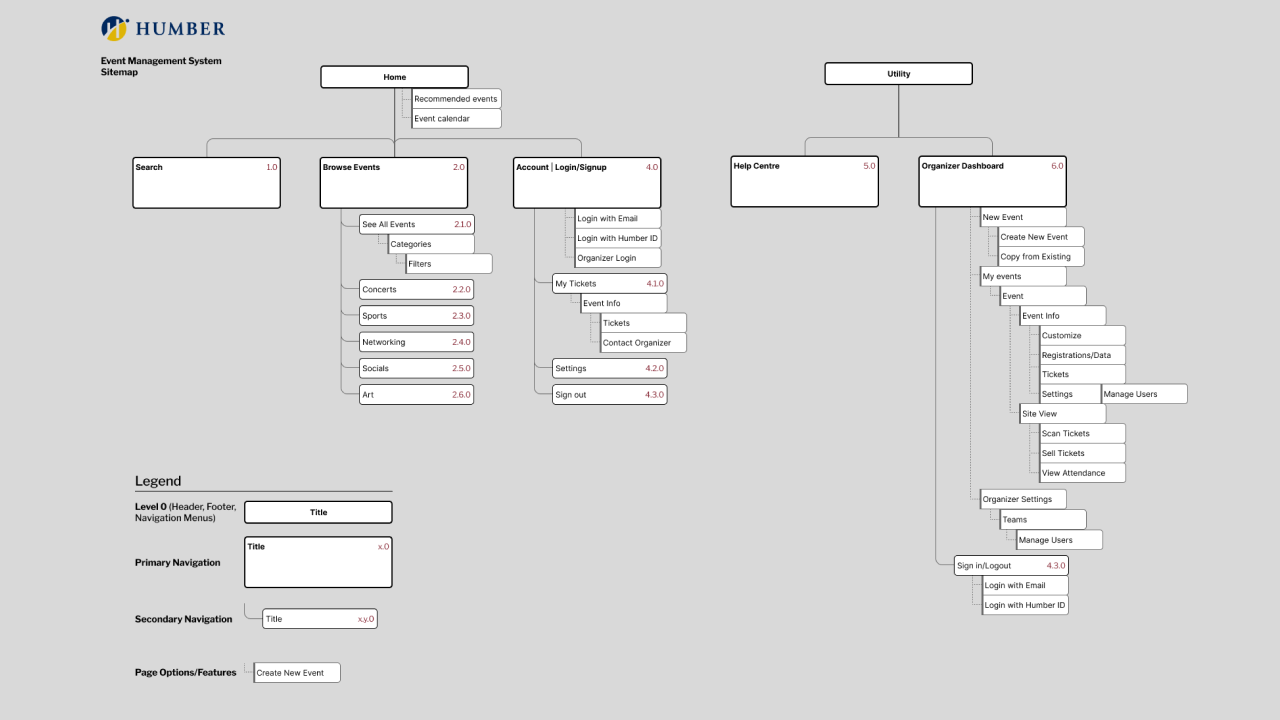 HUMBER
Event Management System
Sitemap
Home
Recommended events
Event calendar
Search 1.0
Browse Events 2.0
See All Events 2.1.0
Categories
Filters
Concerts 2.2.0
Sports 2.3.0
Networking 2.4.0
Socials 2.5.0
Art 2.6.0
Account | Login/Signup 4.0
Login with Email
Login with Humber ID
Organizer Login
My Tickets 4.1.0
Event Info
Tickets
Contact Organizer
Settings 4.2.0
Sign out 4.3.0
Utility
Help Centre 5.0
Organizer Dashboard 6.0
New Event
Create New Event
Copy from Existing
My events
Event
Event Info
Customize
Registrations/Data
Tickets
Settings Manage Users
Site View
Scan Tickets
Sell Tickets
View Attendance
Organizer Settings
Teams
Manage Users
Sign in/Logout 4.3.0
Login with Email
Login with Humber ID
Legend
Level 0 (Header, Footer,
Navigation Menus)
Title
Primary Navigation
Title x.0
Secondary Navigation
Title x.y.0
Page Options/Features
Create New Event